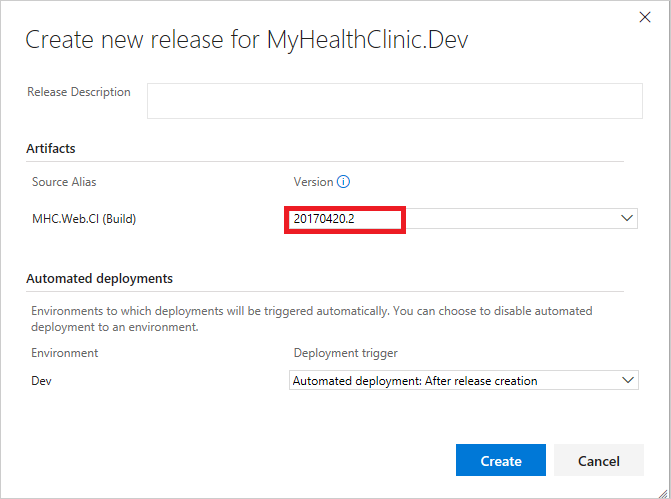 Create new release for MyHealthClinic.Dev
Release Description
Artifacts
Source Alias Version
MHC.Web.CI (Build) 20170420.2
Automated deployments
Environments to which deployments will be triggered automatically. You can choose to disable automated
deployment to an environment.
Environment Deployment trigger
Dev Automated deployment: After release creation
Create Cancel